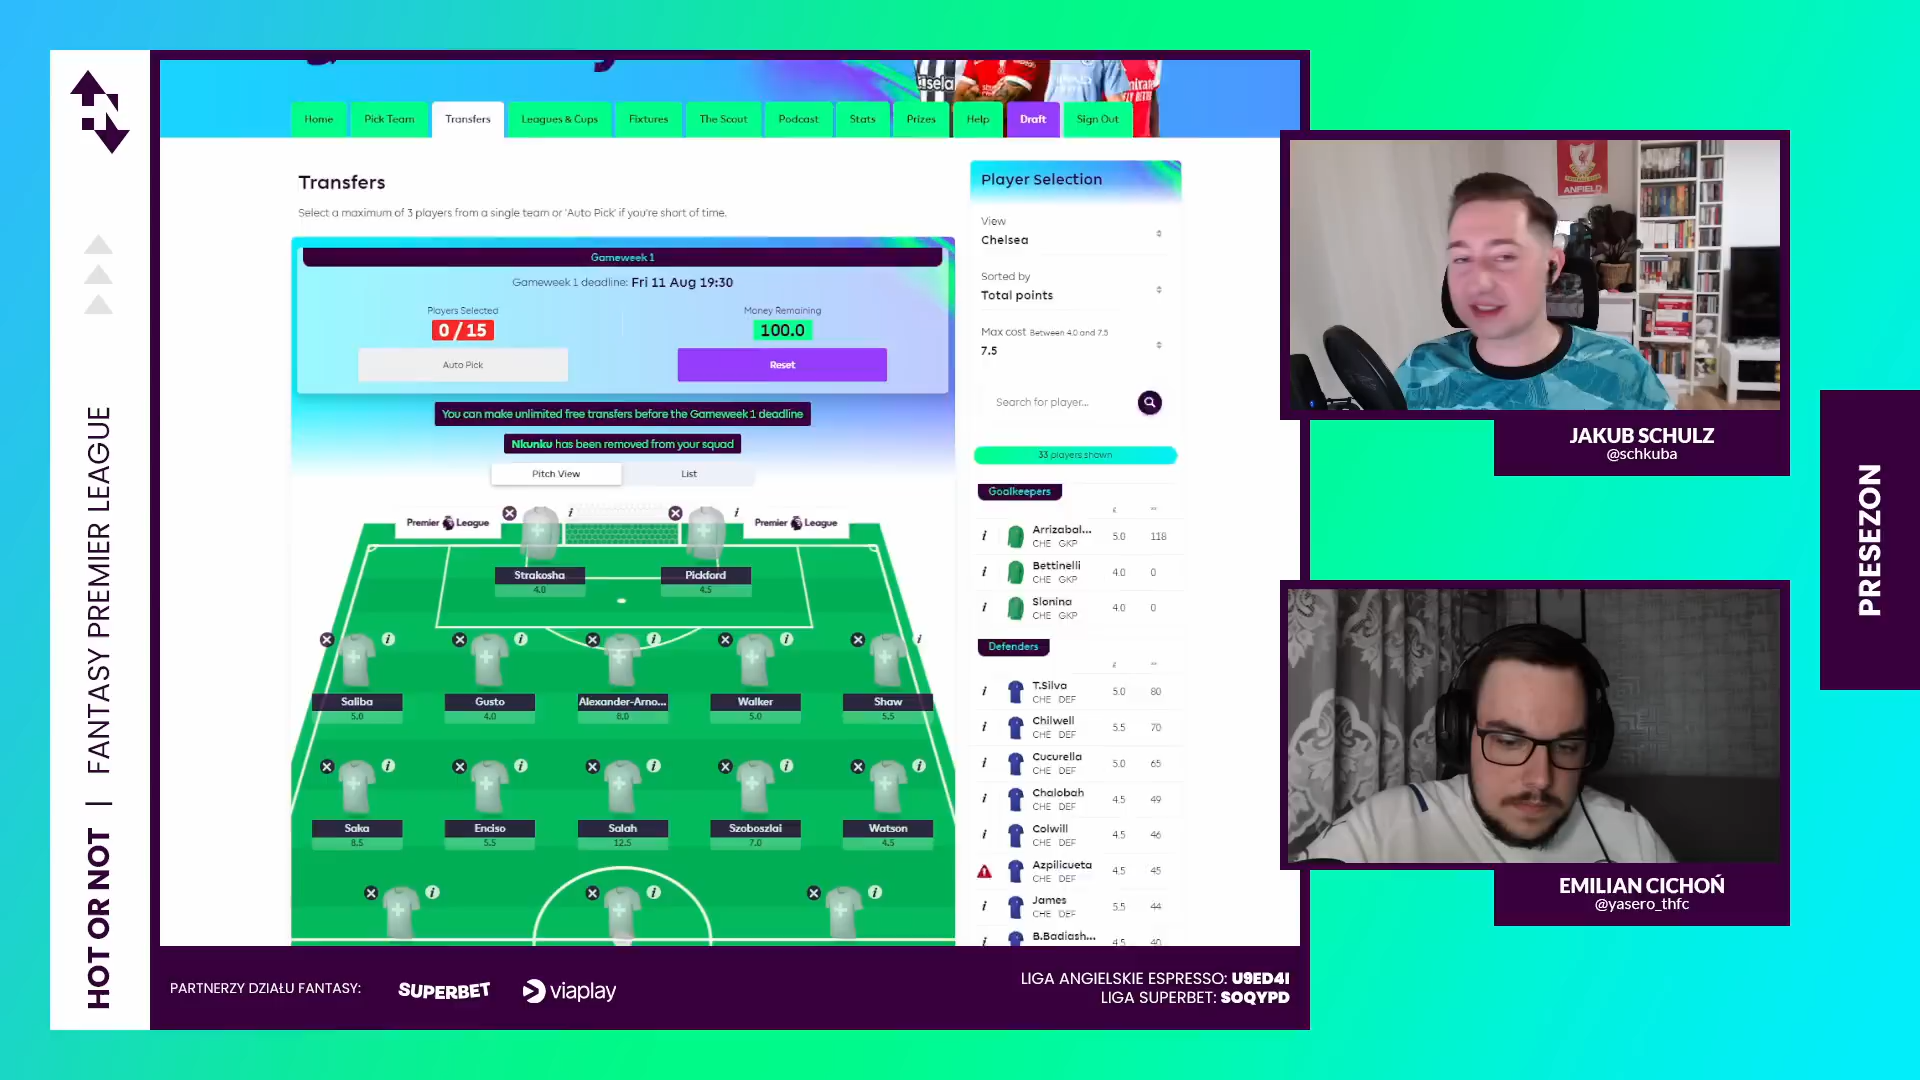 HOT OR NOT | FANTASY PREMIER LEAGUE
Home
Pick Team
Transfers
Leagues & Cups
Fixtures
The Scout
Podcast
Stats
Prizes
Help
Draft
Sign Out
Transfers
Select a maximum of 3 players from a single team or 'Auto Pick' if you're short of time.
Gameweek 1
Gameweek 1 deadline: Fri 11 Aug 19:30
Players Selected
0 / 15
Money Remaining
100.0
Auto Pick
Reset
You can make unlimited free transfers before the Gameweek 1 deadline
Nkunku has been removed from your squad
Pitch View
List
Premier League
Premier League
Strakosha
4.0
Pickford
4.5
Saliba
5.0
Gusto
4.0
Alexander-Arno...
8.0
Walker
5.0
Shaw
5.5
Saka
8.5
Enciso
5.5
Salah
12.5
Szoboszlai
7.0
Watson
4.5
Player Selection
View
Chelsea
Sorted by
Total points
Max cost Between 4.0 and 7.5
7.5
Search for player...
33 players shown
Goalkeepers
£ **
Arrizabal... 5.0 118
CHE GKP
Bettinelli 4.0 0
CHE GKP
Slonina 4.0 0
CHE GKP
Defenders
£ **
T.Silva 5.0 80
CHE DEF
Chilwell 5.5 70
CHE DEF
Cucurella 5.0 65
CHE DEF
Chalobah 4.5 49
CHE DEF
Colwill 4.5 46
CHE DEF
Azpilicueta 4.5 45
CHE DEF
James 5.5 44
CHE DEF
B.Badiash... 4.5 40
sela
ANFIELD
JAKUB SCHULZ
@schkuba
EMILIAN CICHOŃ
@yasero_thfc
PRESEZON
PARTNERZY DZIAŁU FANTASY:
SUPERBET
viaplay
LIGA ANGIELSKIE ESPRESSO: U9ED4I
LIGA SUPERBET: SOQYPD